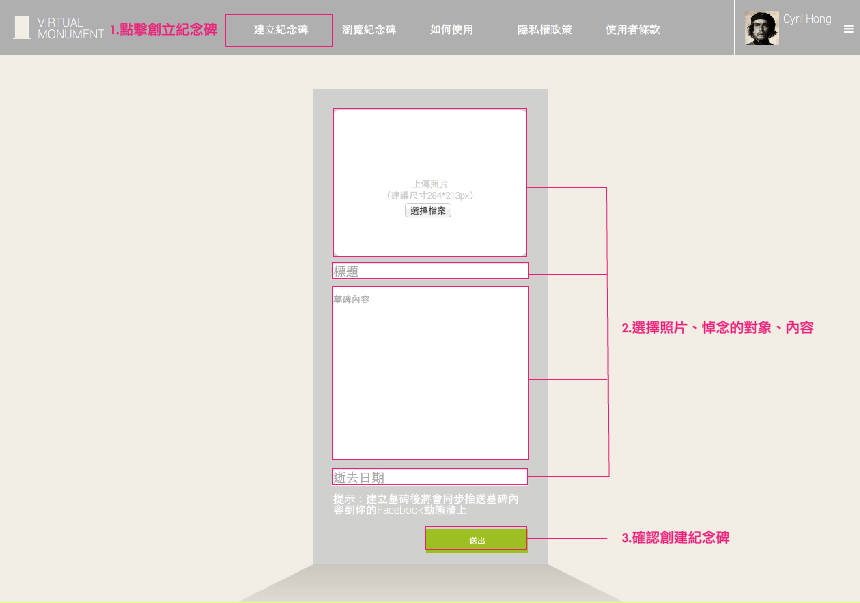 VIRTUAL
MONUMENT
1.點擊創立紀念碑
建立紀念碑
瀏覽紀念碑
如何使用
隱私權政策
使用者條款
Cyril Hong
上傳照片
(建議尺寸284*213px)
選擇檔案
標題
墓碑內容
2.選擇照片、悼念的對象、內容
逝去日期
提示：建立墓碑後將會同步推送墓碑內
容到你的Facebook動態牆上
送出
3.確認創建紀念碑